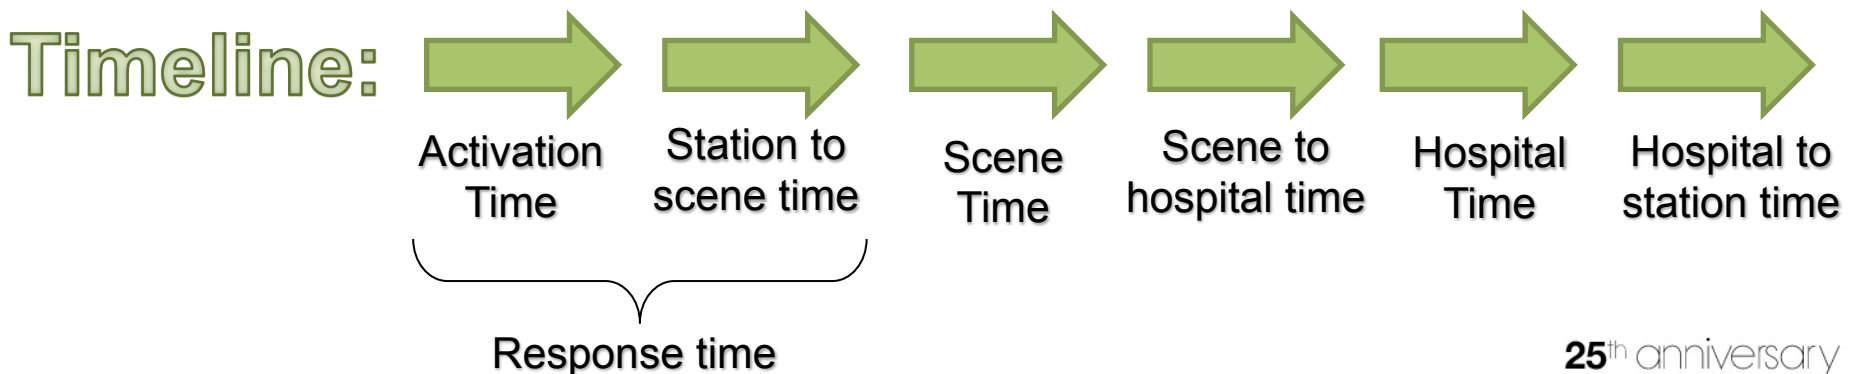 Timeline:
Activation
Time
Station to
scene time
Scene
Time
Scene to
hospital time
Hospital
Time
Hospital to
station time
Response time
25th anniversary